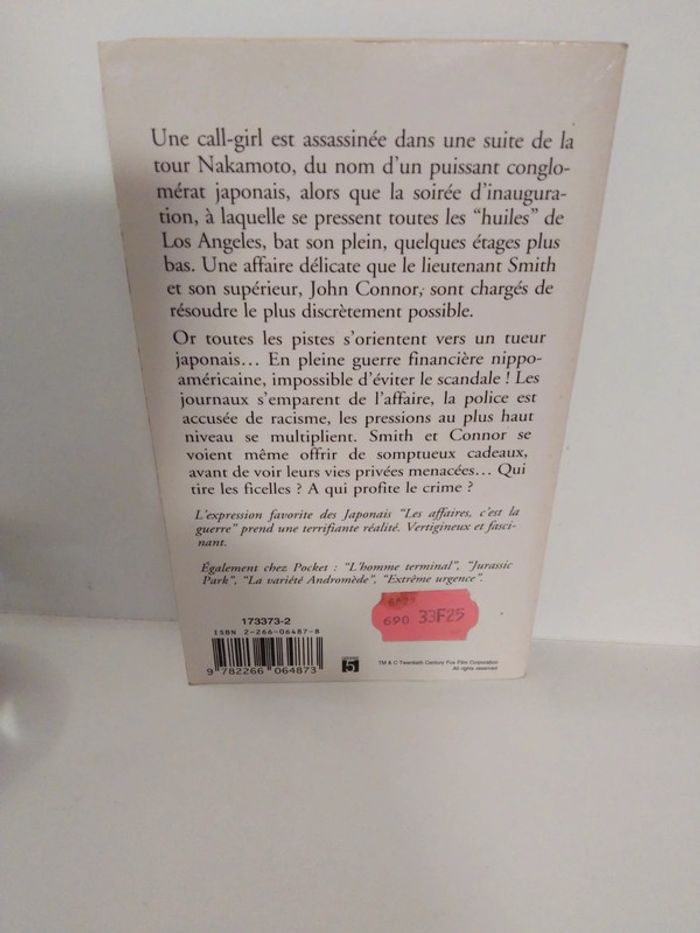 Une call-girl est assassinée dans une suite de la
tour Nakamoto, du nom d'un puissant conglo-
mérat japonais, alors que la soirée d'inaugura-
tion, à laquelle se pressent toutes les "huiles" de
Los Angeles, bat son plein, quelques étages plus
bas. Une affaire délicate que le lieutenant Smith
et son supérieur, John Connor, sont chargés de
résoudre le plus discrètement possible.
Or toutes les pistes s'orientent vers un tueur
japonais... En pleine guerre financière nippo-
américaine, impossible d'éviter le scandale ! Les
journaux s'emparent de l'affaire, la police est
accusée de racisme, les pressions au plus haut
niveau se multiplient. Smith et Connor se
voient même offrir de somptueux cadeaux,
avant de voir leurs vies privées menacées... Qui
tire les ficelles ? A qui profite le crime ?
L'expression favorite des Japonais "Les affaires, c'est la
guerre" prend une terrifiante réalité. Vertigineux et fasci-
nant.
Également chez Pocket : "L'homme terminal", "Jurassic
Park", "La variété Andromède", "Extrême urgence".
173373-2
ISBN 2-266-06487-8
9 782266 064873
5
690 33F25
TM & C Twentieth Century Fox Film Corporation
All rights reserved